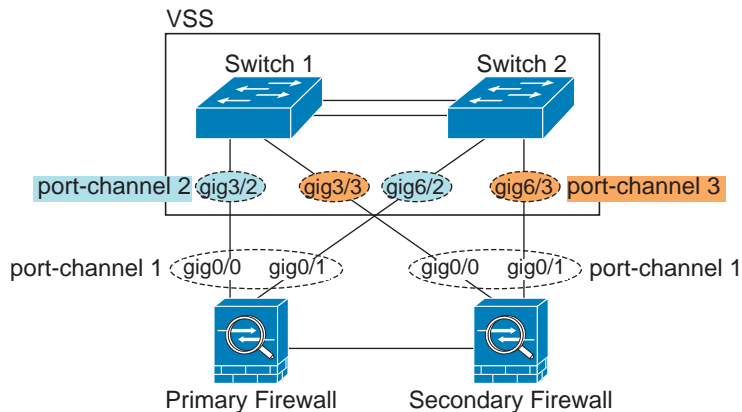 VSS
Switch 1
Switch 2
port-channel 2
gig3/2
gig3/3
gig6/2
gig6/3
port-channel 3
port-channel 1
gig0/0
gig0/1
gig0/0
gig0/1
port-channel 1
Primary Firewall
Secondary Firewall